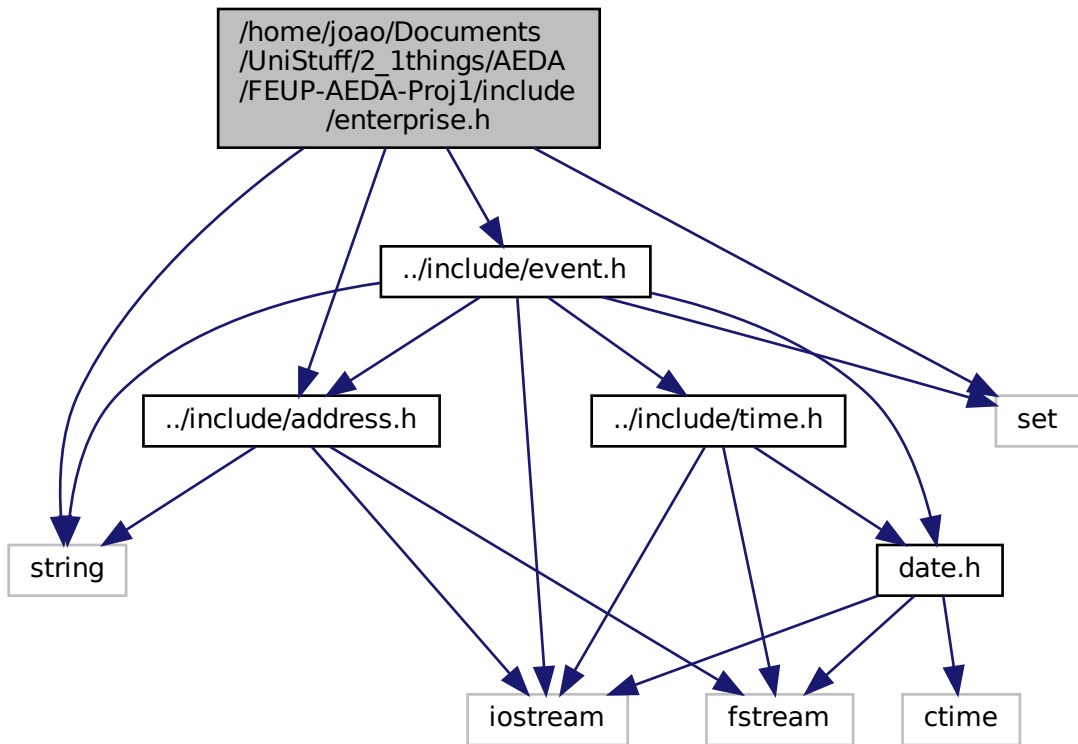 /home/joao/Documents
/UniStuff/2_1things/AEDA
/FEUP-AEDA-Proj1/include
/enterprise.h
../include/event.h
../include/address.h
../include/time.h
set
string
date.h
iostream
fstream
ctime